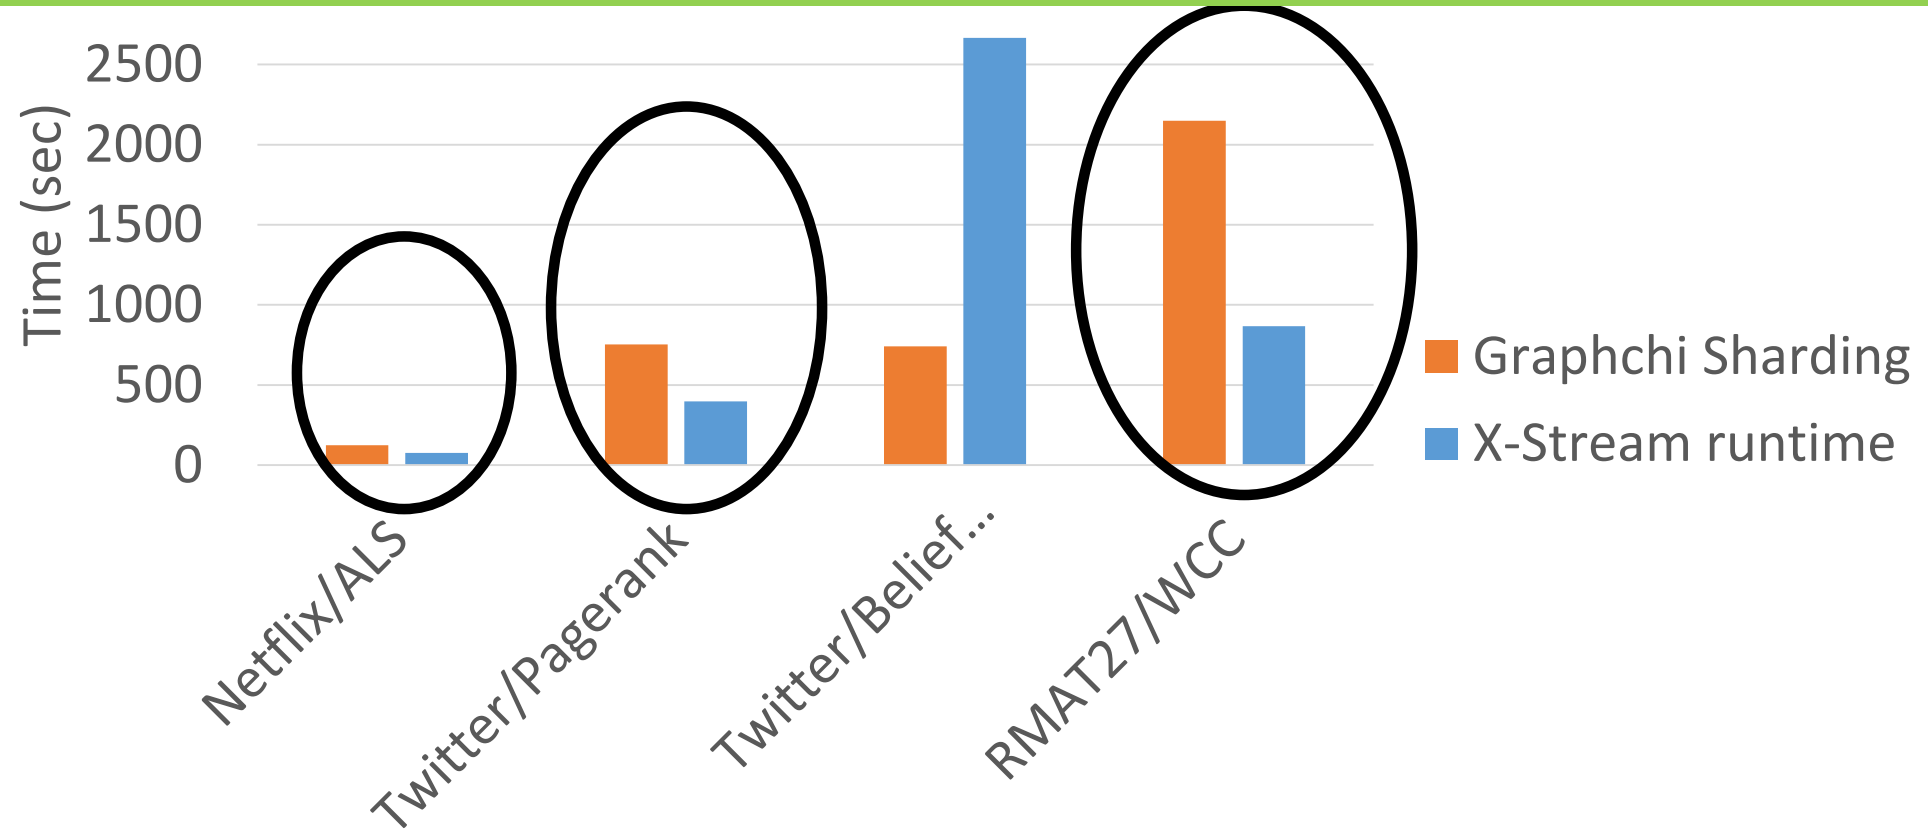 2500
2000
1500
1000
500
0
Time (sec)
Netflix/ALS
Twitter/Pagerank
Twitter/Belief...
RMAT27/WCC
Graphchi Sharding
X-Stream runtime